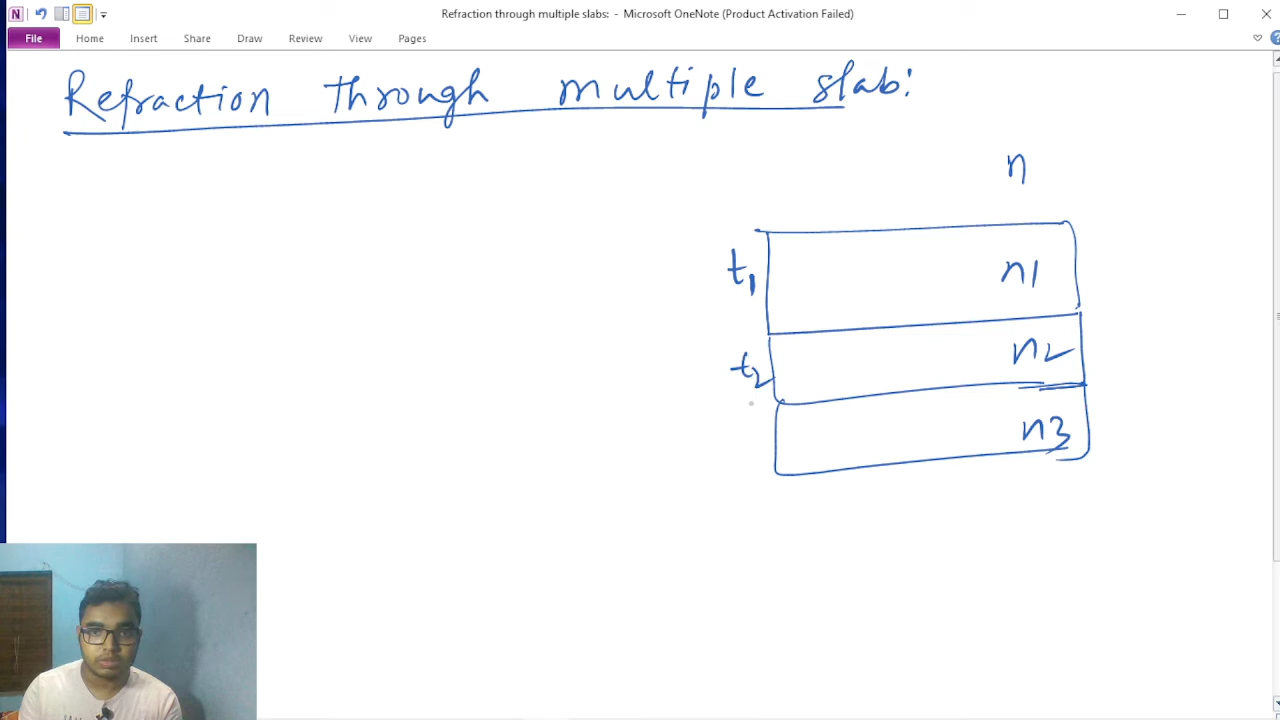 Refraction through multiple slabs: - Microsoft OneNote (Product Activation Failed)
File Home Insert Share Draw Review View Pages
Refraction through multiple slab:
n
t1 n1
t2 n2
n3